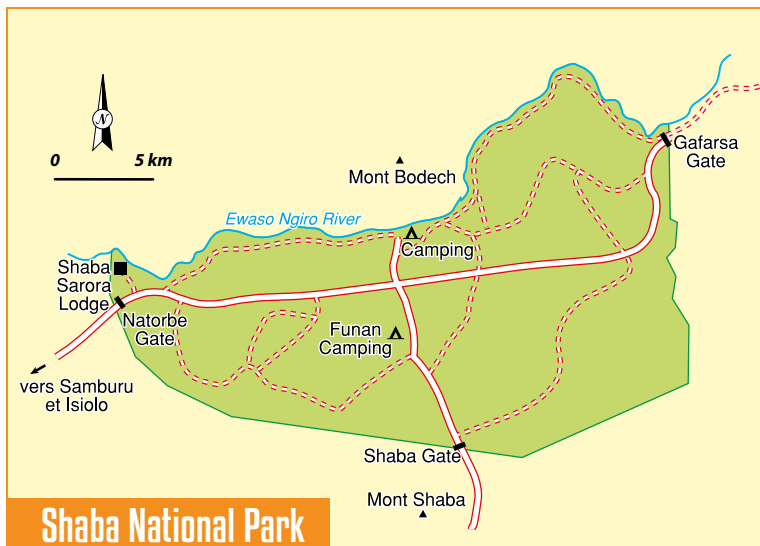 N
0 5 km
Mont Bodech
Gafarsa
Gate
Ewaso Ngiro River
Camping
Shaba
Sarora
Lodge
Natorbe
Gate
Funan
Camping
vers Samburu
et Isiolo
Shaba Gate
Mont Shaba
Shaba National Park